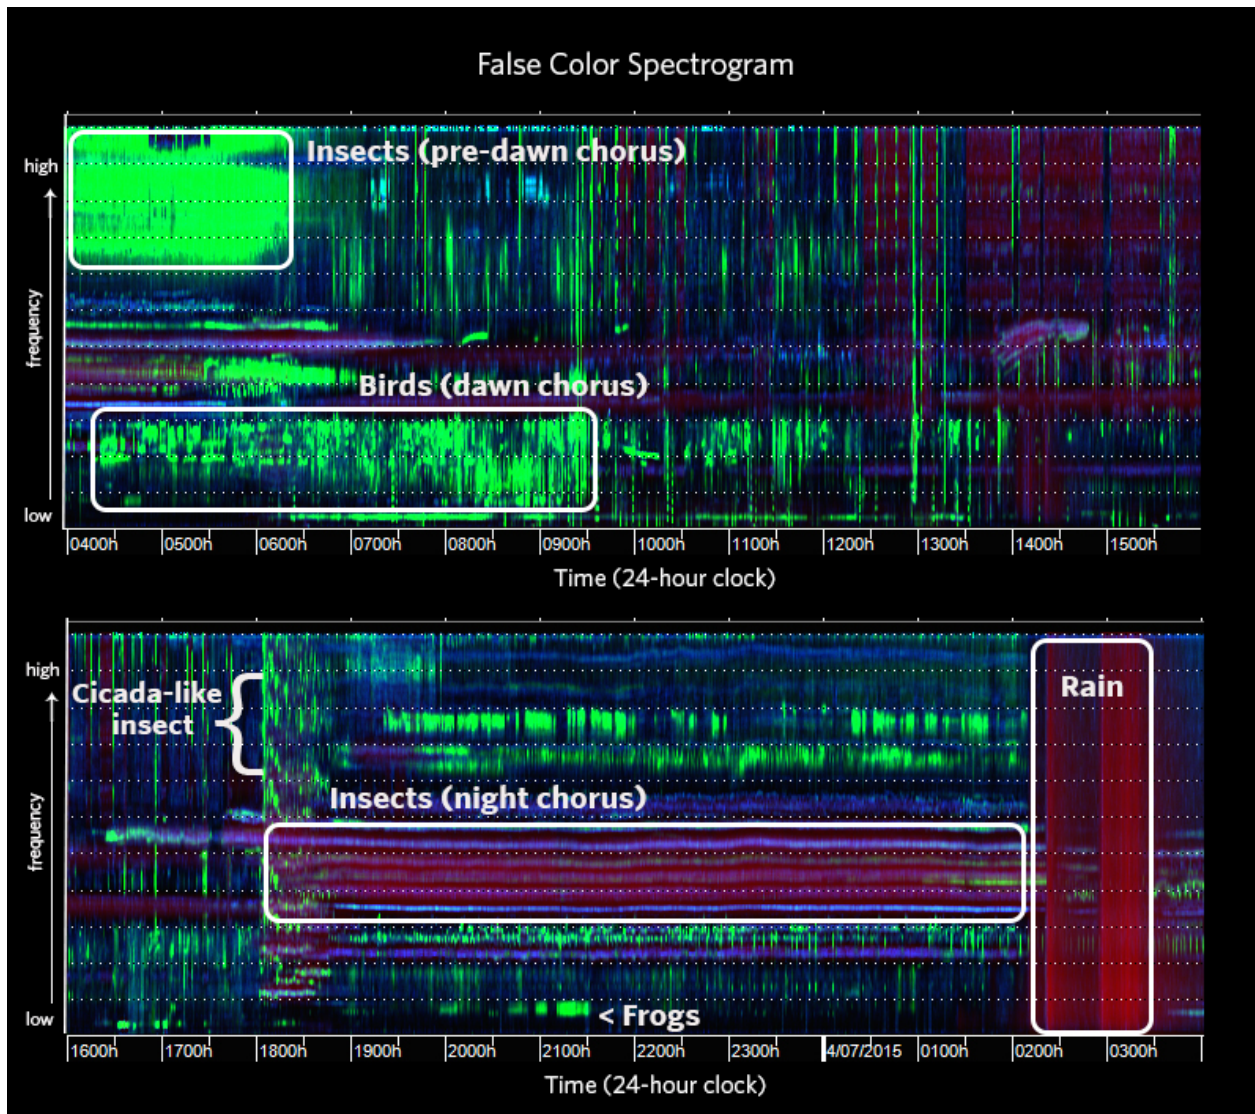 False Color Spectrogram
high
Insects (pre-dawn chorus)
frequency
Birds (dawn chorus)
low
0400h 0500h 0600h 0700h 0800h 0900h 1000h 1100h 1200h 1300h 1400h 1500h
Time (24-hour clock)
high
Cicada-like
insect
Rain
Insects (night chorus)
frequency
< Frogs
low
1600h 1700h 1800h 1900h 2000h 2100h 2200h 2300h 4/07/2015 0100h 0200h 0300h
Time (24-hour clock)